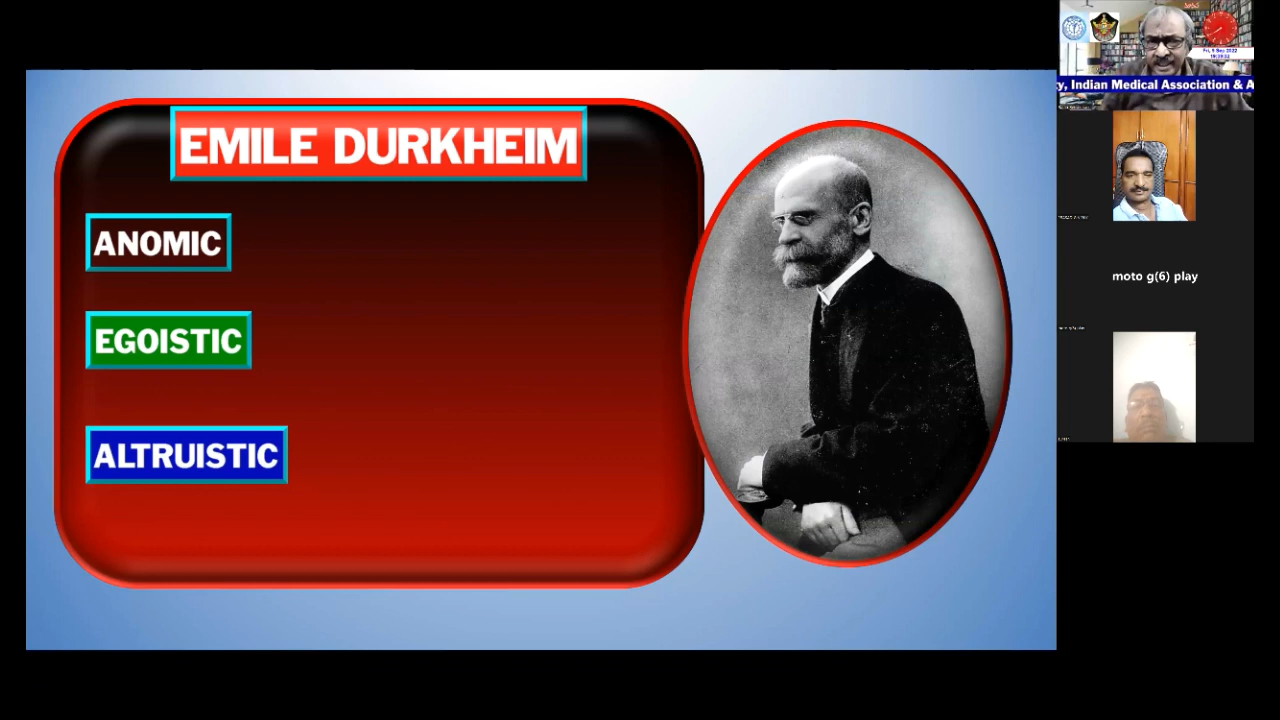 EMILE DURKHEIM
ANOMIC
EGOISTIC
ALTRUISTIC
y, Indian Medical Association & A
moto g(6) play